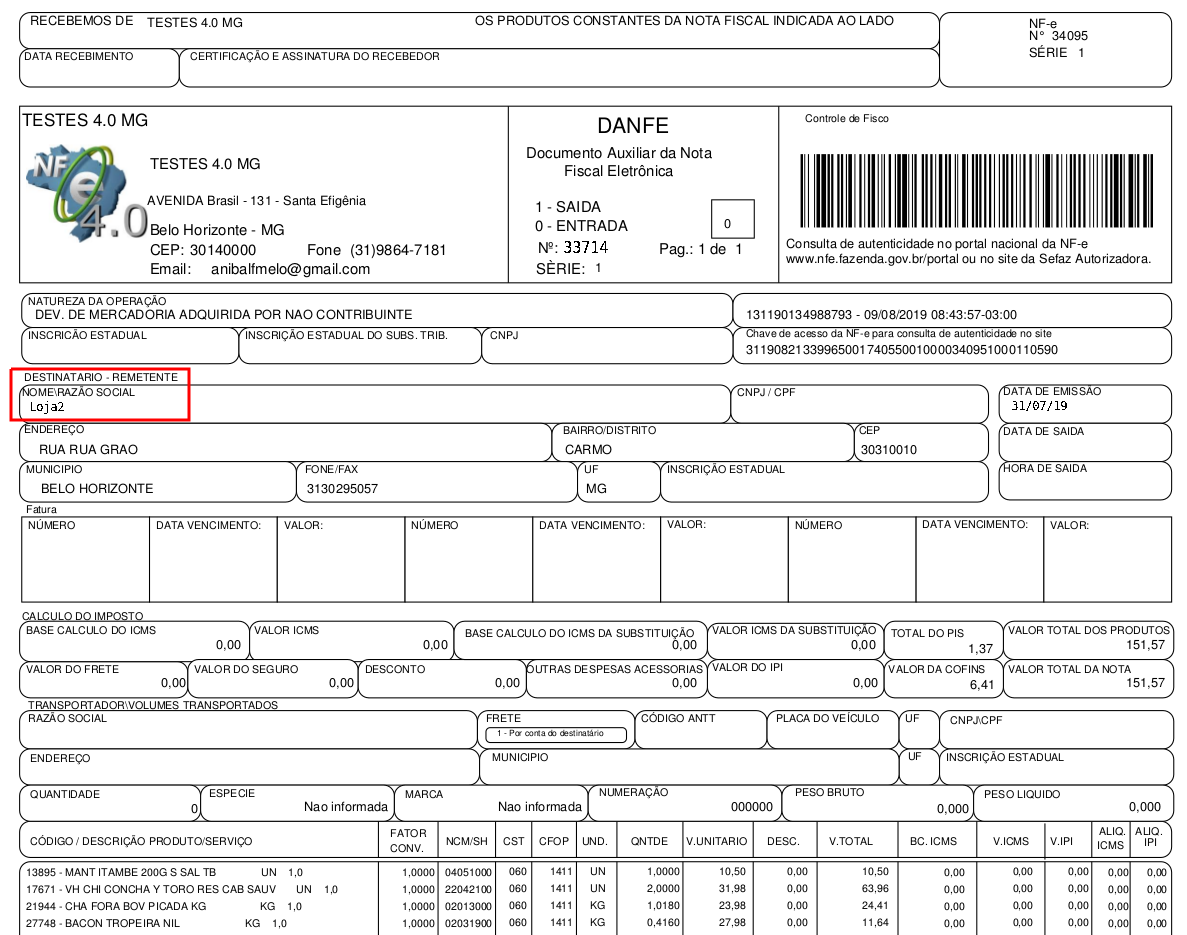 RECEBEMOS DE TESTES 4.0 MG OS PRODUTOS CONSTANTES DA NOTA FISCAL INDICADA AO LADO
NF-e
N° 34095
SÉRIE 1
DATA RECEBIMENTO CERTIFICAÇÃO E ASSINATURA DO RECEBEDOR
TESTES 4.0 MG
NF e 4.0
TESTES 4.0 MG
AVENIDA Brasil - 131 - Santa Efigênia
Belo Horizonte - MG
CEP: 30140000 Fone (31)9864-7181
Email: anibalfmelo@gmail.com
DANFE
Documento Auxiliar da Nota
Fiscal Eletrônica
1 - SAIDA
0 - ENTRADA 0
Nº: 33714 Pag.: 1 de 1
SÈRIE: 1
Controle de Fisco
Consulta de autenticidade no portal nacional da NF-e
www.nfe.fazenda.gov.br/portal ou no site da Sefaz Autorizadora.
NATUREZA DA OPERAÇÃO
DEV. DE MERCADORIA ADQUIRIDA POR NAO CONTRIBUINTE 131190134988793 - 09/08/2019 08:43:57-03:00
INSCRIÇÃO ESTADUAL INSCRIÇÃO ESTADUAL DO SUBS. TRIB. CNPJ Chave de acesso da NF-e para consulta de autenticidade no site
31190821339965001740550010000340951000110590
DESTINATARIO - REMETENTE
NOME\RAZÃO SOCIAL CNPJ / CPF DATA DE EMISSÃO
Loja2 31/07/19
ENDEREÇO BAIRRO/DISTRITO CEP DATA DE SAIDA
RUA RUA GRAO CARMO 30310010
MUNICIPIO FONE/FAX UF INSCRIÇÃO ESTADUAL HORA DE SAIDA
BELO HORIZONTE 3130295057 MG
Fatura
NÚMERO DATA VENCIMENTO: VALOR: NÚMERO DATA VENCIMENTO: VALOR: NÚMERO DATA VENCIMENTO: VALOR:
CALCULO DO IMPOSTO
BASE CALCULO DO ICMS VALOR ICMS BASE CALCULO DO ICMS DA SUBSTITUIÇÃO VALOR ICMS DA SUBSTITUIÇÃO TOTAL DO PIS VALOR TOTAL DOS PRODUTOS
0,00 0,00 0,00 0,00 1,37 151,57
VALOR DO FRETE VALOR DO SEGURO DESCONTO OUTRAS DESPESAS ACESSORIAS VALOR DO IPI VALOR DA COFINS VALOR TOTAL DA NOTA
0,00 0,00 0,00 0,00 0,00 6,41 151,57
TRANSPORTADOR\VOLUMES TRANSPORTADOS
RAZÃO SOCIAL FRETE CÓDIGO ANTT PLACA DO VEÍCULO UF CNPJ\CPF
1 - Por conta do destinatário
ENDEREÇO MUNICIPIO UF INSCRIÇÃO ESTADUAL
QUANTIDADE ESPECIE MARCA NUMERAÇÃO PESO BRUTO PESO LIQUIDO
0 Nao informada Nao informada 000000 0,000 0,000
CÓDIGO / DESCRIÇÃO PRODUTO/SERVIÇO FATOR CONV. NCM/SH CST CFOP UND. QNTDE V.UNITARIO DESC. V.TOTAL BC. ICMS V.ICMS V.IPI ALIQ. ICMS ALIQ. IPI
13895 - MANT ITAMBE 200G S SAL TB UN 1,0 1,0000 04051000 060 1411 UN 1,0000 10,50 0,00 10,50 0,00 0,00 0,00 0,00 0,00
17671 - VH CHI CONCHA Y TORO RES CAB SAUV UN 1,0 1,0000 22042100 060 1411 UN 2,0000 31,98 0,00 63,96 0,00 0,00 0,00 0,00 0,00
21944 - CHA FORA BOV PICADA KG KG 1,0 1,0000 02013000 060 1411 KG 1,0180 23,98 0,00 24,41 0,00 0,00 0,00 0,00 0,00
27748 - BACON TROPEIRA NIL KG 1,0 1,0000 02031900 060 1411 KG 0,4160 27,98 0,00 11,64 0,00 0,00 0,00 0,00 0,00